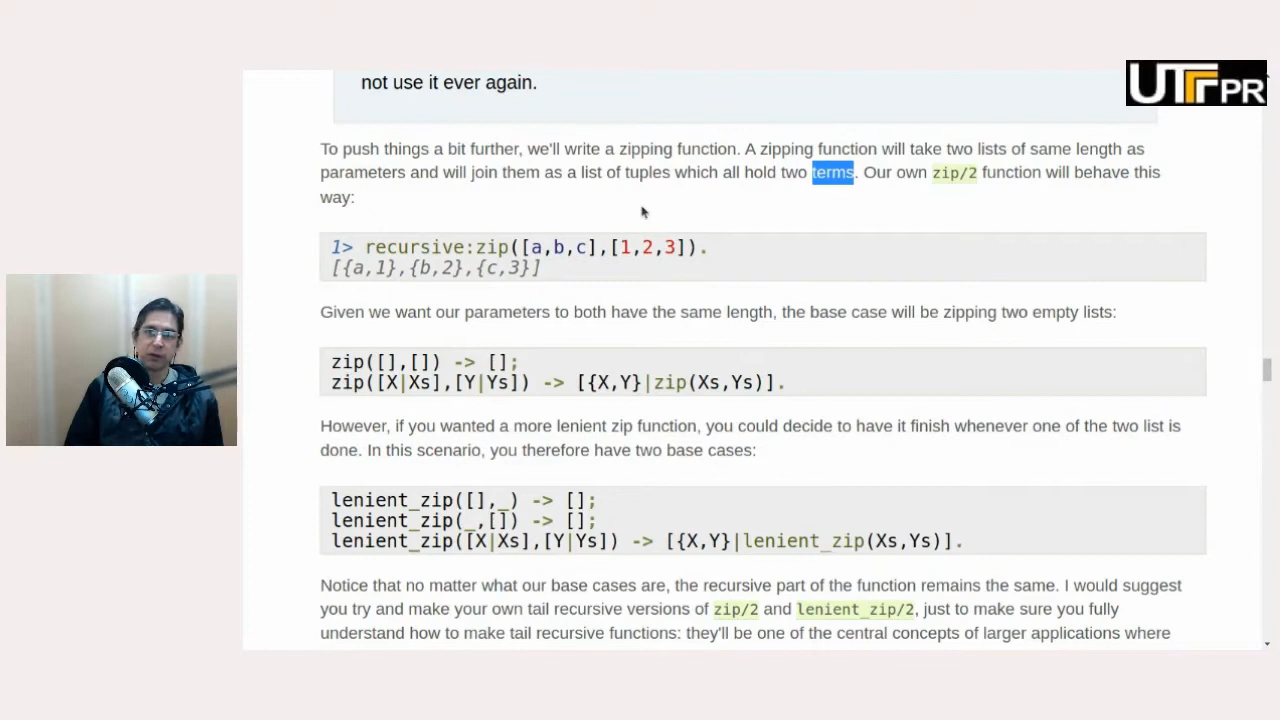 not use it ever again.
UTFPR
To push things a bit further, we'll write a zipping function. A zipping function will take two lists of same length as
parameters and will join them as a list of tuples which all hold two terms. Our own zip/2 function will behave this
way:
1> recursive:zip([a,b,c],[1,2,3]).
[{a,1},{b,2},{c,3}]
Given we want our parameters to both have the same length, the base case will be zipping two empty lists:
zip([],[]) -> [];
zip([X|Xs],[Y|Ys]) -> [{X,Y}|zip(Xs,Ys)].
However, if you wanted a more lenient zip function, you could decide to have it finish whenever one of the two list is
done. In this scenario, you therefore have two base cases:
lenient_zip([],_) -> [];
lenient_zip(_,[]) -> [];
lenient_zip([X|Xs],[Y|Ys]) -> [{X,Y}|lenient_zip(Xs,Ys)].
Notice that no matter what our base cases are, the recursive part of the function remains the same. I would suggest
you try and make your own tail recursive versions of zip/2 and lenient_zip/2, just to make sure you fully
understand how to make tail recursive functions: they'll be one of the central concepts of larger applications where